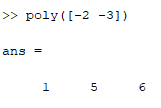 >> poly([-2 -3])
ans =
1 5 6